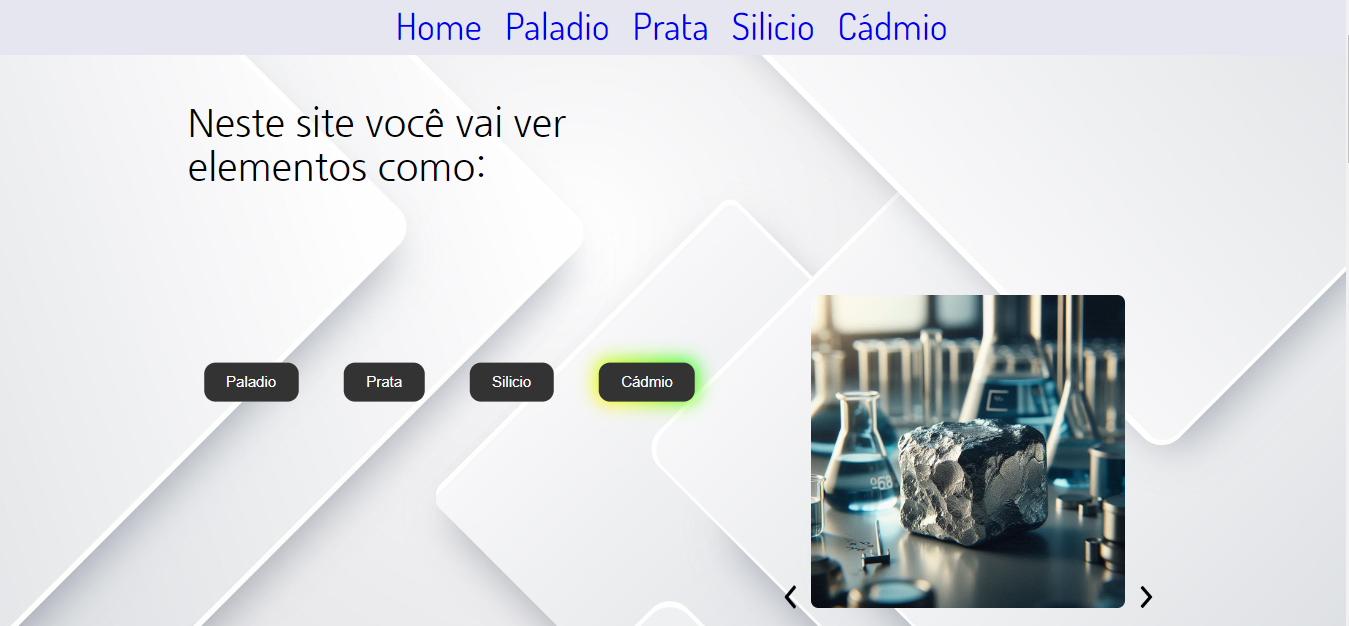 Home Paladio Prata Silicio Cádmio
Neste site você vai ver
elementos como:
Paladio Prata Silicio Cádmio